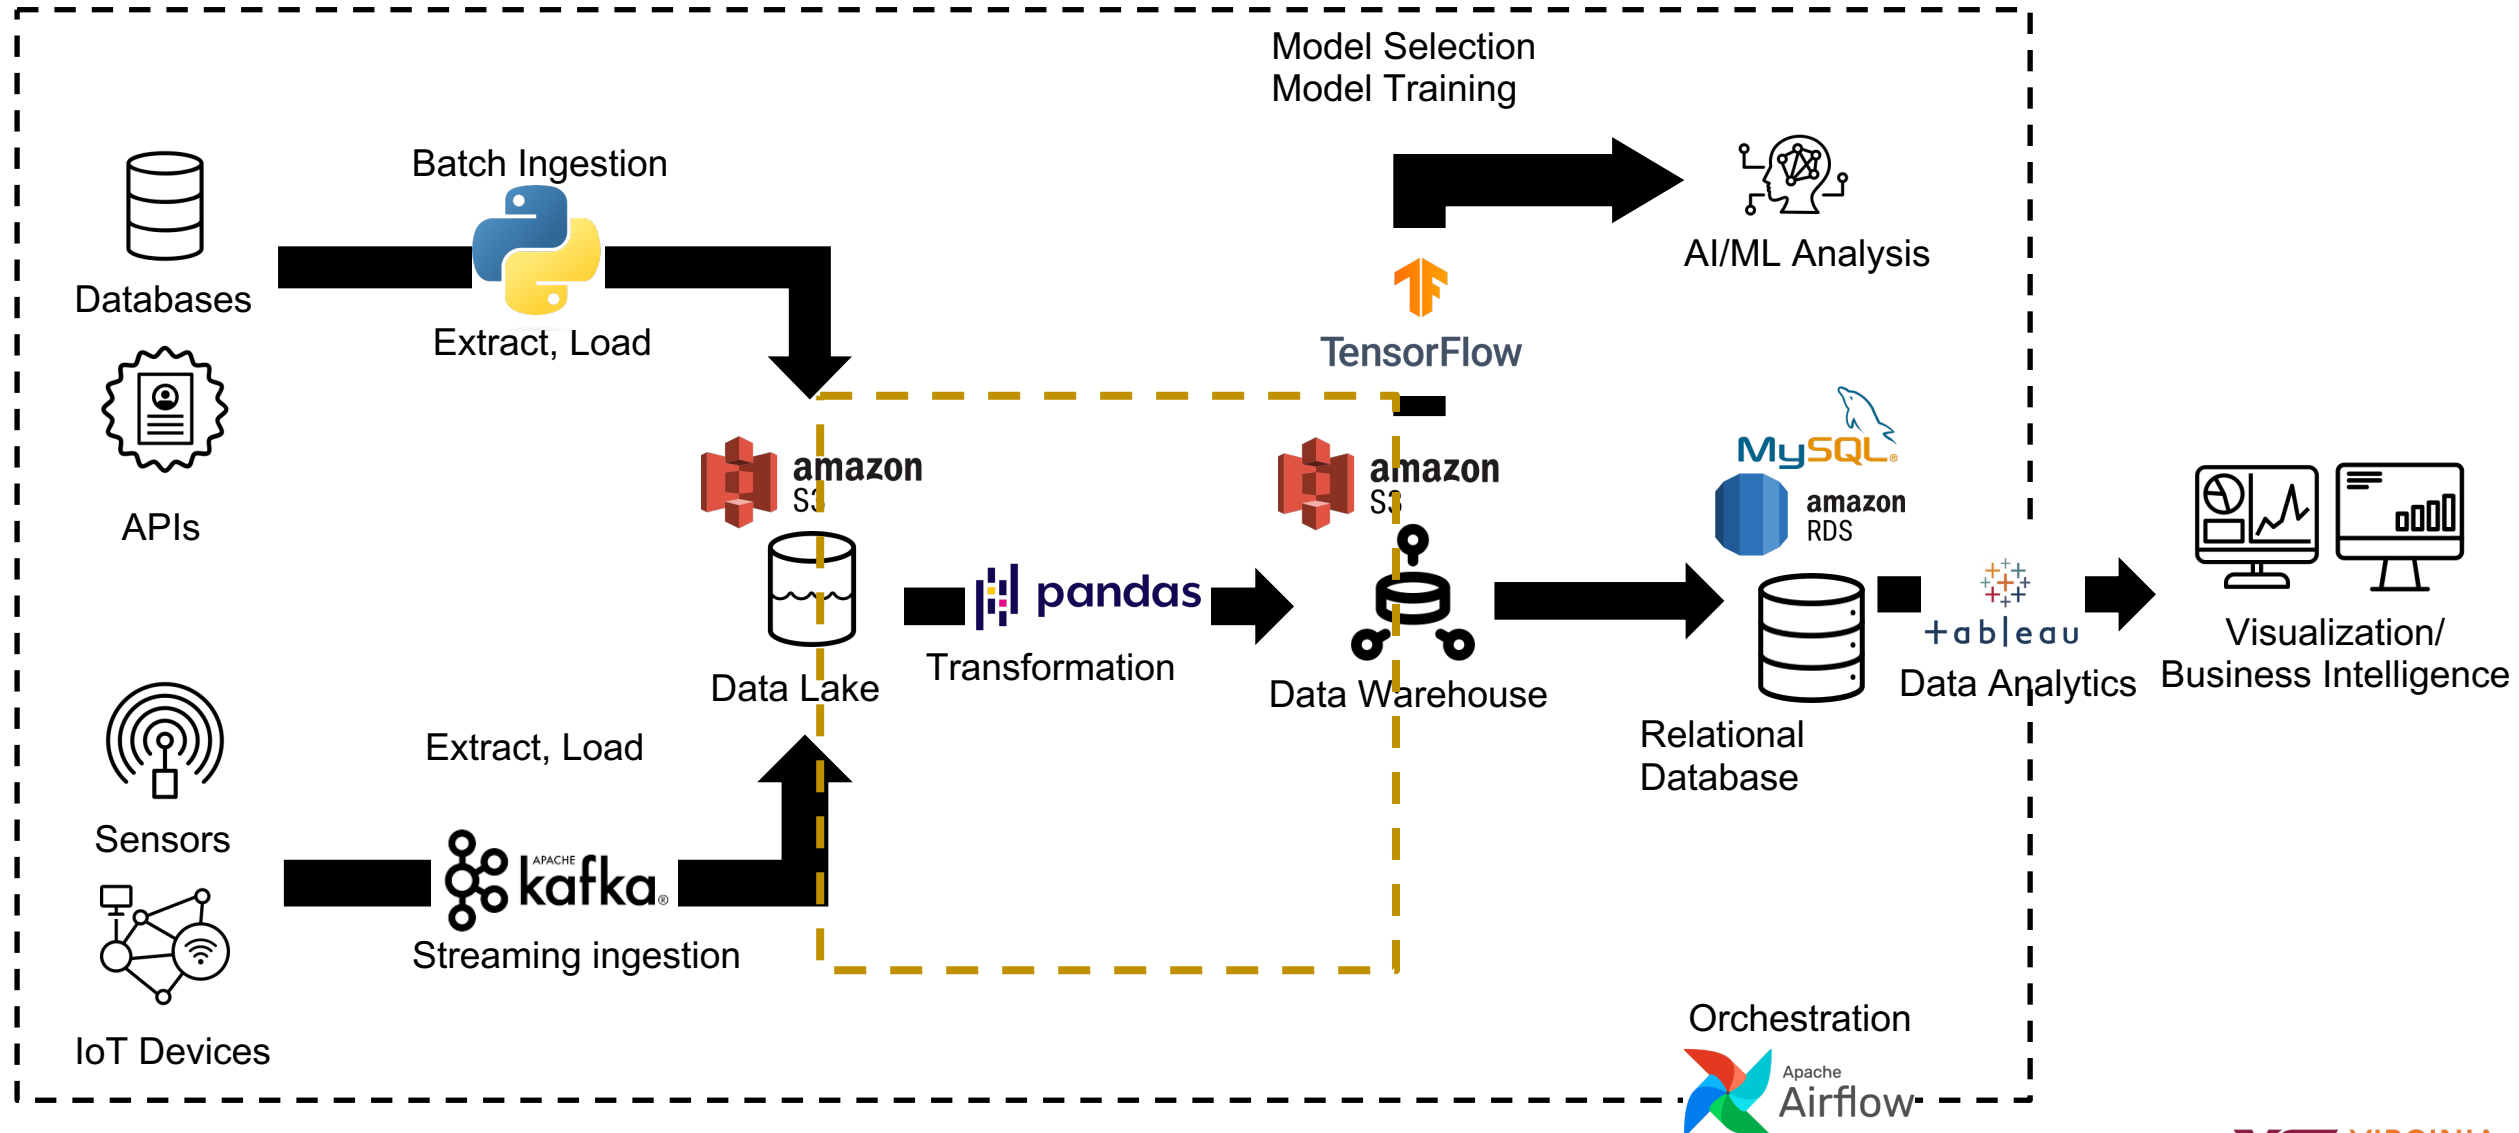 Model Selection
Model Training
Batch Ingestion
Databases
Extract, Load
AI/ML Analysis
TensorFlow
APIs
amazon
S3
amazon
S3
MySQL®
amazon
RDS
pandas
tableau
Data Lake
Transformation
Data Warehouse
Data Analytics
Visualization/
Business Intelligence
Relational
Database
Extract, Load
Sensors
APACHE
kafka®
Streaming ingestion
IoT Devices
Orchestration
Apache
Airflow
VIRGINIA